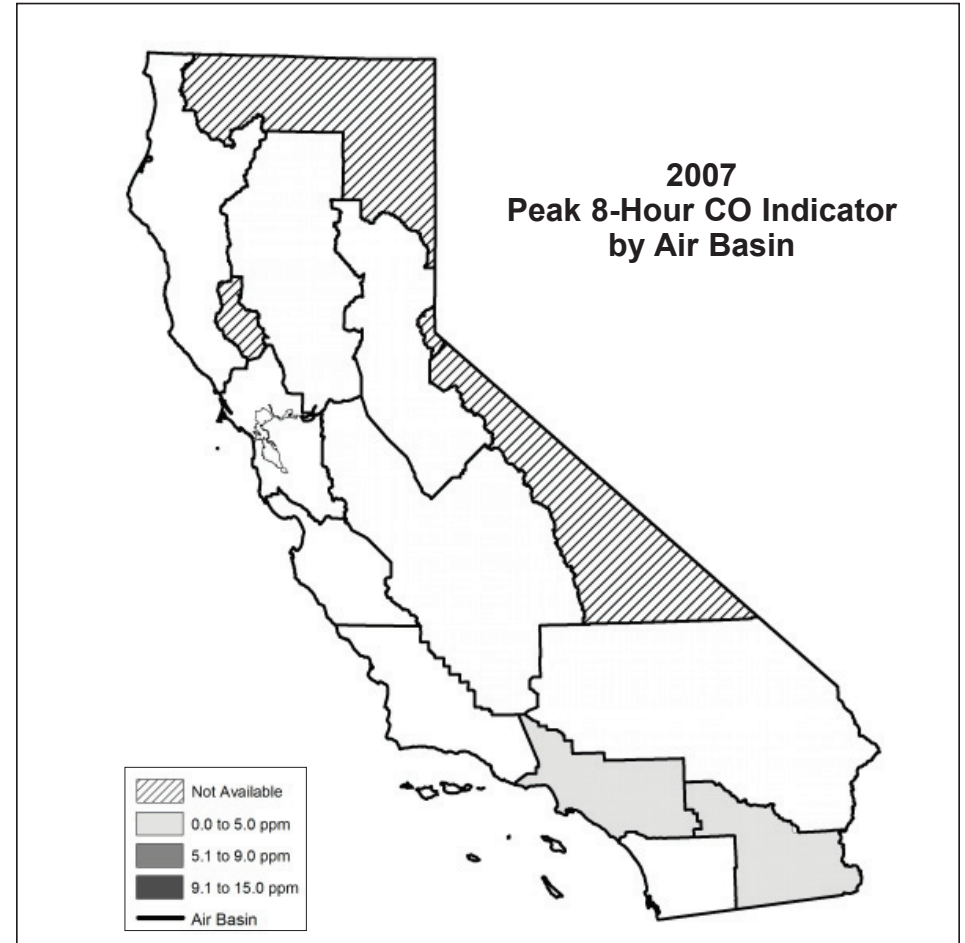 2007
Peak 8-Hour CO Indicator
by Air Basin
Not Available
0.0 to 5.0 ppm
5.1 to 9.0 ppm
9.1 to 15.0 ppm
Air Basin